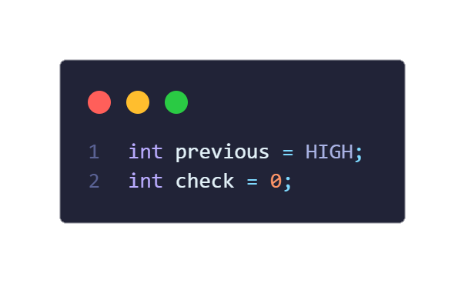 1 int previous = HIGH;
2 int check = 0;